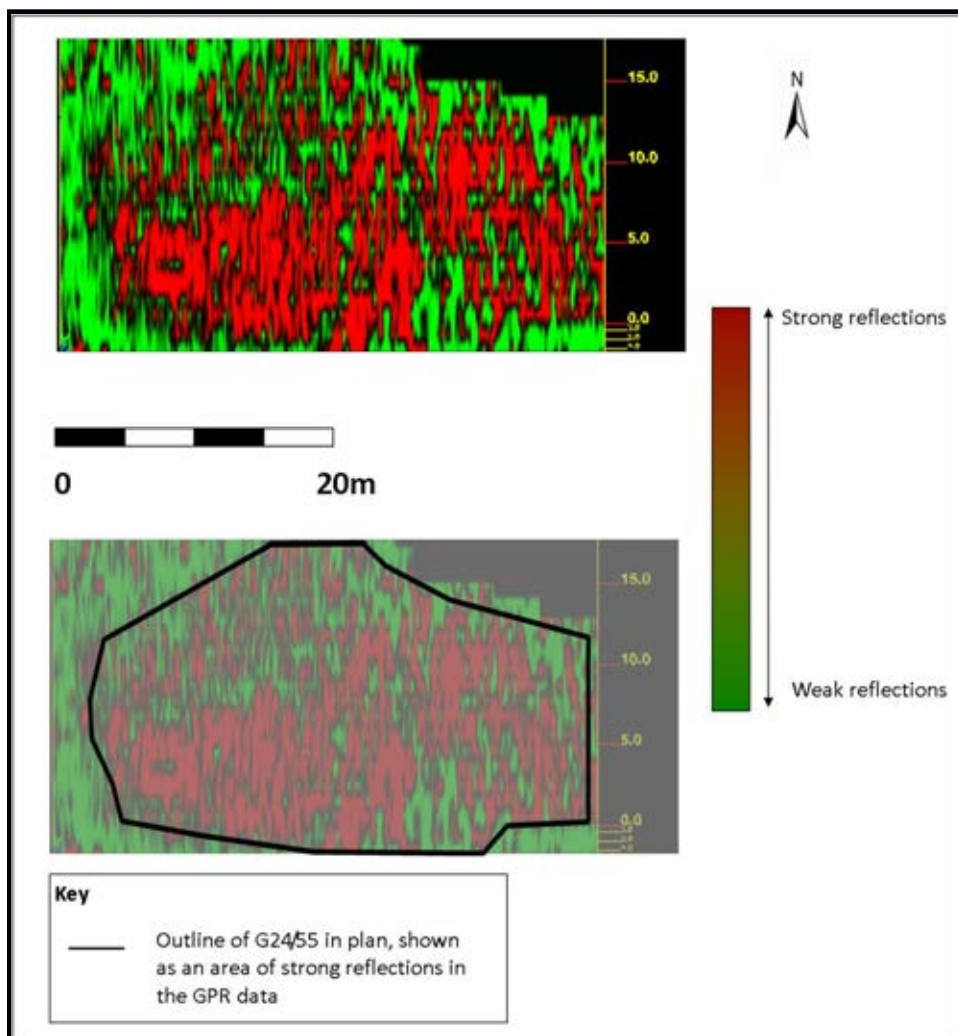 N
15.0
10.0
5.0
0.0
Strong reflections
0
20m
15.0
10.0
5.0
0.0
Weak reflections
Key
Outline of G24/55 in plan, shown
as an area of strong reflections in
the GPR data